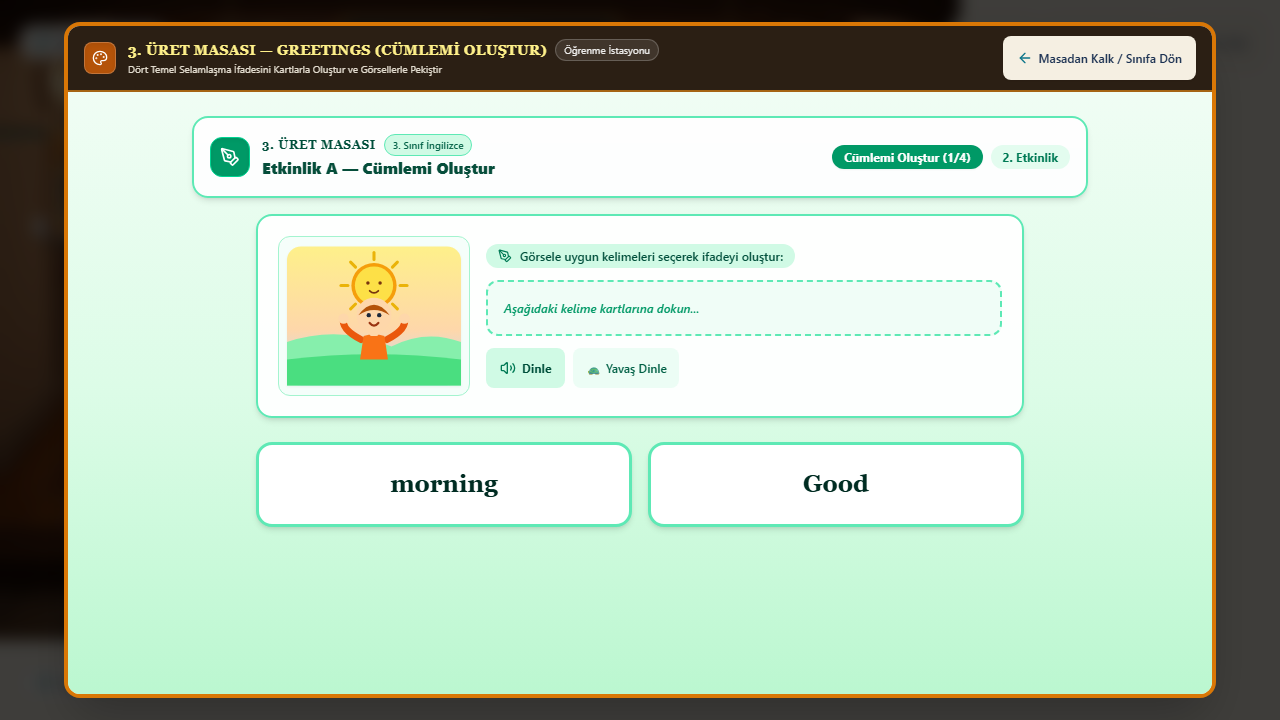 3. ÜRET MASASI — GREETINGS (CÜMLEMİ OLUŞTUR)
Öğrenme İstasyonu
Dört Temel Selamlaşma İfadesini Kartlarla Oluştur ve Görsellerle Pekiştir
Masadan Kalk / Sınıfa Dön
3. ÜRET MASASI
3. Sınıf İngilizce
Etkinlik A — Cümlemi Oluştur
Cümlemi Oluştur (1/4)
2. Etkinlik
Görsele uygun kelimeleri seçerek ifadeyi oluştur:
Aşağıdaki kelime kartlarına dokun...
Dinle
Yavaş Dinle
morning
Good